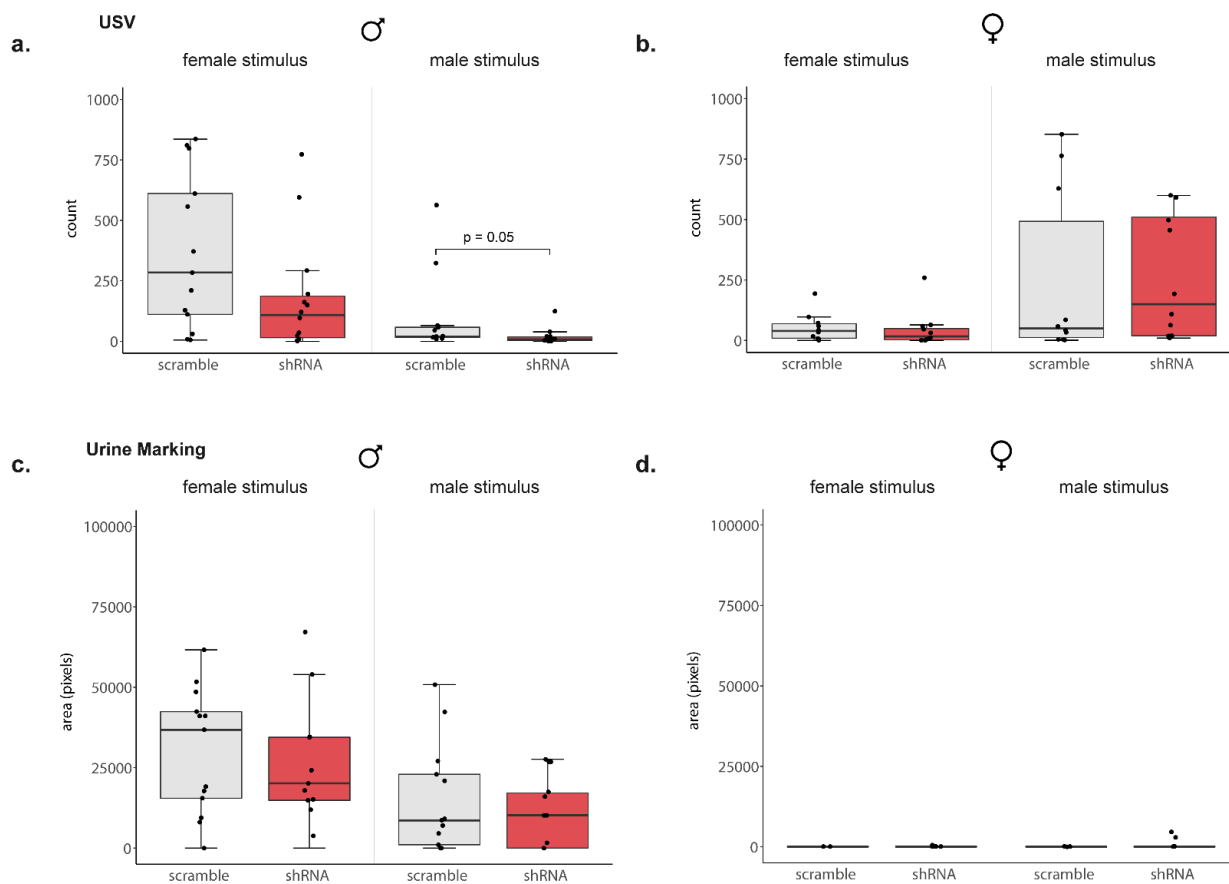 USV
a.
♂
female stimulus
male stimulus
1000
750
500
250
0
count
p = 0.05
scramble
shRNA
scramble
shRNA
b.
♀
female stimulus
male stimulus
1000
750
500
250
0
count
scramble
shRNA
scramble
shRNA
Urine Marking
c.
♂
female stimulus
male stimulus
100000
75000
50000
25000
0
area (pixels)
scramble
shRNA
scramble
shRNA
d.
♀
female stimulus
male stimulus
100000
75000
50000
25000
0
area (pixels)
scramble
shRNA
scramble
shRNA